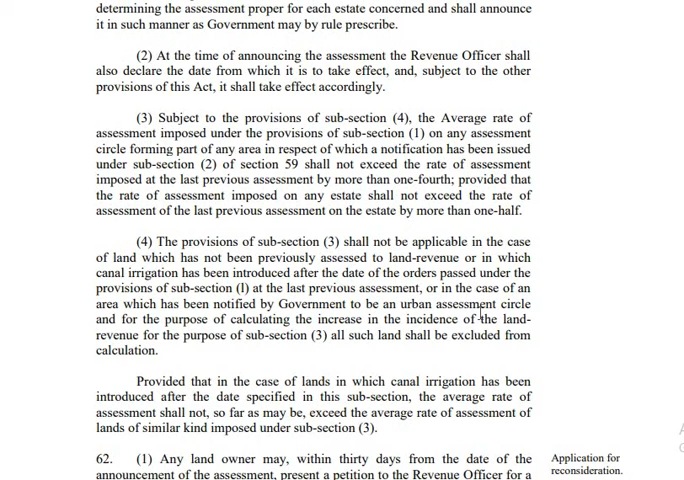 determining the assessment proper for each estate concerned and shall announce
it in such manner as Government may by rule prescribe.
(2) At the time of announcing the assessment the Revenue Officer shall
also declare the date from which it is to take effect, and, subject to the other
provisions of this Act, it shall take effect accordingly.
(3) Subject to the provisions of sub-section (4), the Average rate of
assessment imposed under the provisions of sub-section (1) on any assessment
circle forming part of any area in respect of which a notification has been issued
under sub-section (2) of section 59 shall not exceed the rate of assessment
imposed at the last previous assessment by more than one-fourth; provided that
the rate of assessment imposed on any estate shall not exceed the rate of
assessment of the last previous assessment on the estate by more than one-half.
(4) The provisions of sub-section (3) shall not be applicable in the case
of land which has not been previously assessed to land-revenue or in which
canal irrigation has been introduced after the date of the orders passed under the
provisions of sub-section (l) at the last previous assessment, or in the case of an
area which has been notified by Government to be an urban assessment circle
and for the purpose of calculating the increase in the incidence of the land-
revenue for the purpose of sub-section (3) all such land shall be excluded from
calculation.
Provided that in the case of lands in which canal irrigation has been
introduced after the date specified in this sub-section, the average rate of
assessment shall not, so far as may be, exceed the average rate of assessment of
lands of similar kind imposed under sub-section (3).
62. (1) Any land owner may, within thirty days from the date of the
announcement of the assessment, present a petition to the Revenue Officer for a
Application for
reconsideration.